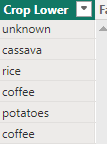 Crop Lower
unknown
cassava
rice
coffee
potatoes
coffee